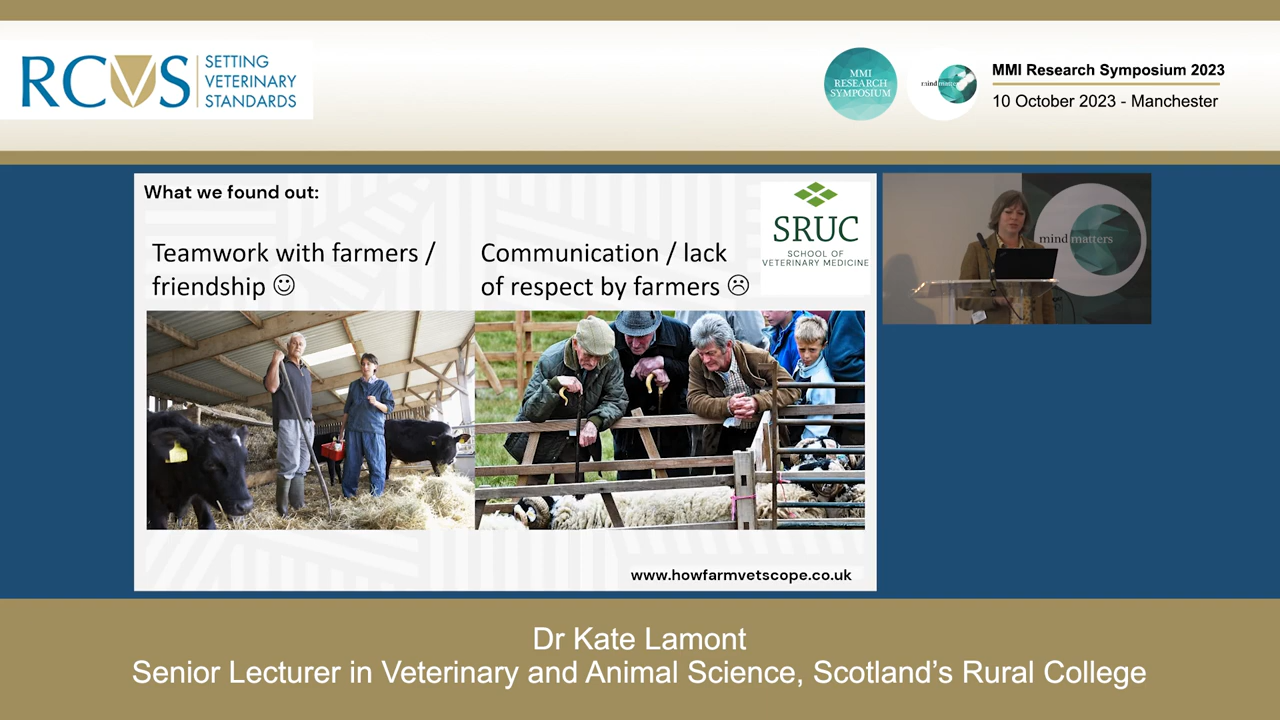 RCVS
SETTING
VETERINARY
STANDARDS
MMI
RESEARCH
SYMPOSIUM
mind matters
MMI Research Symposium 2023
10 October 2023 - Manchester
What we found out:
Teamwork with farmers /
friendship ☺
Communication / lack
of respect by farmers ☹
SRUC
SCHOOL OF
VETERINARY MEDICINE
mind matters
www.howfarmvetscope.co.uk
Dr Kate Lamont
Senior Lecturer in Veterinary and Animal Science, Scotland’s Rural College